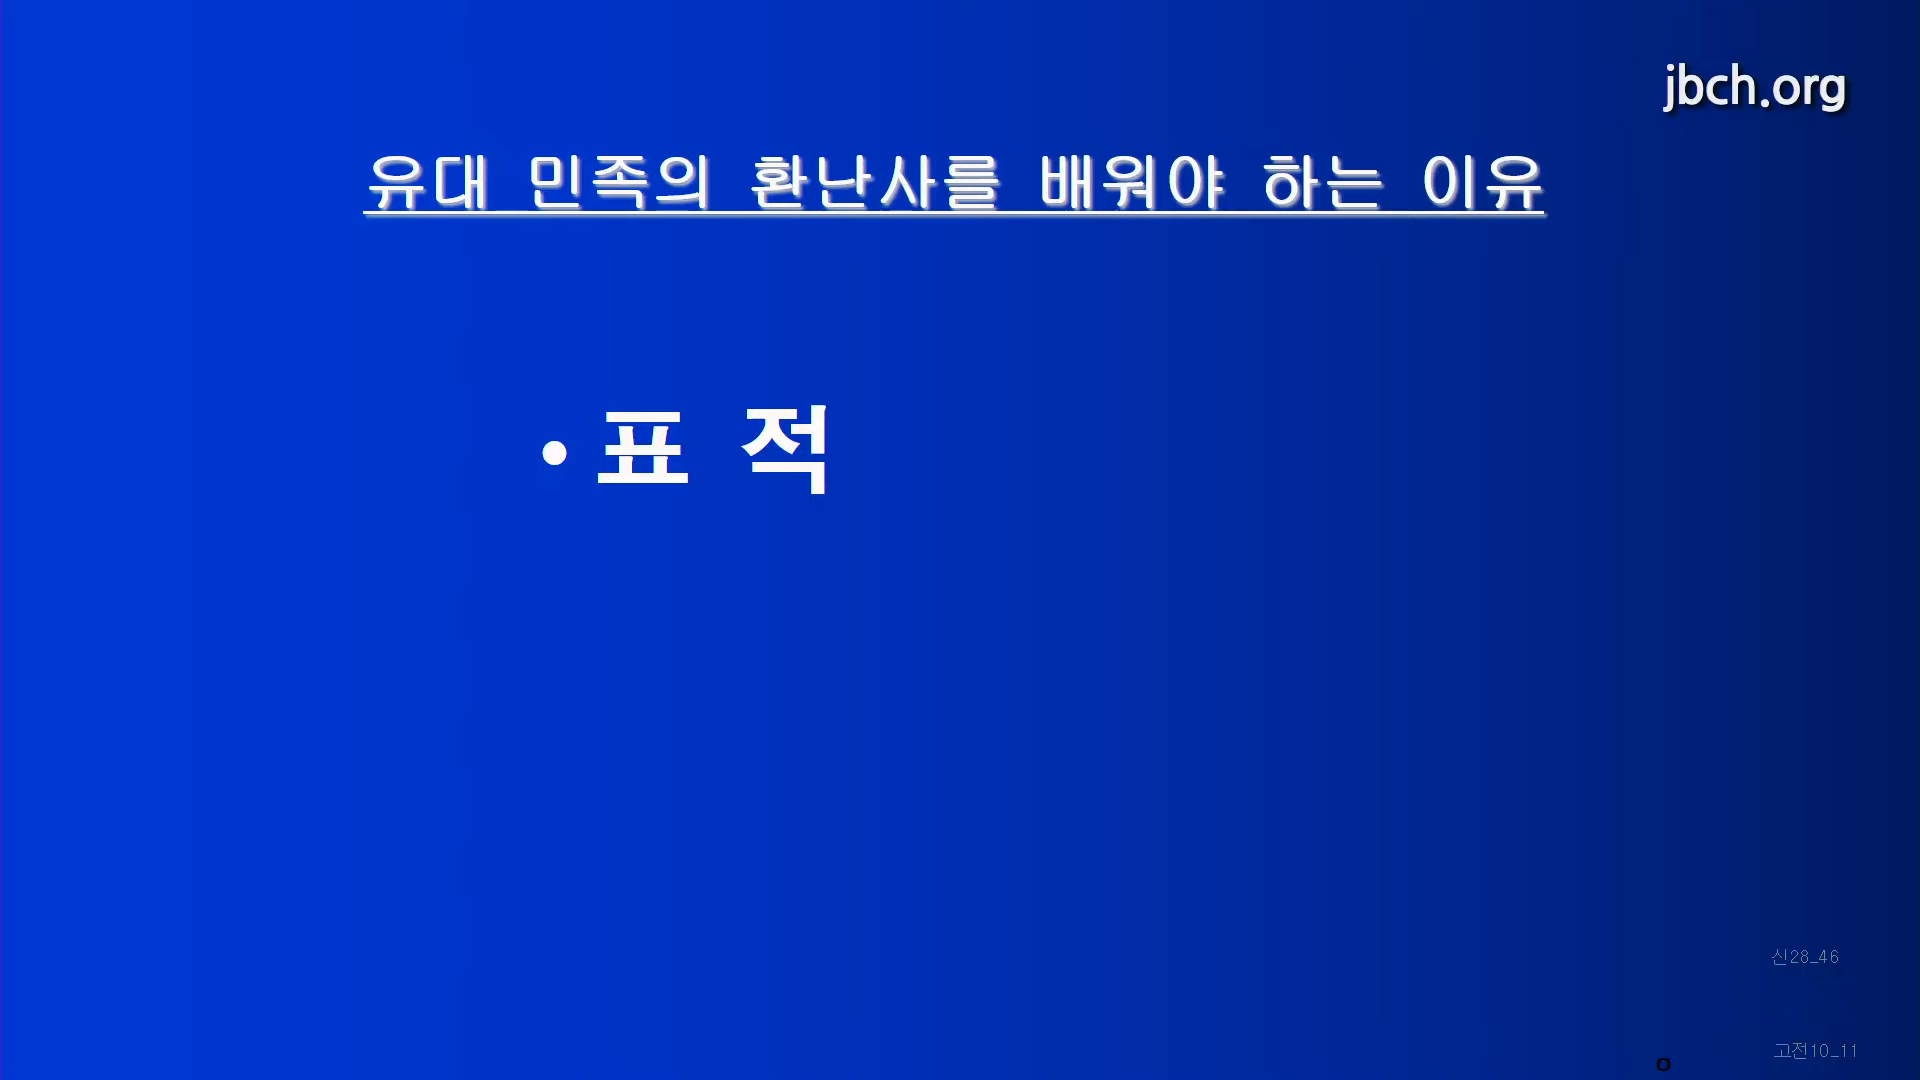 jbch.org
유대 민족의 환난사를 배워야 하는 이유
• 표 적
신28_46
고전10_11
o